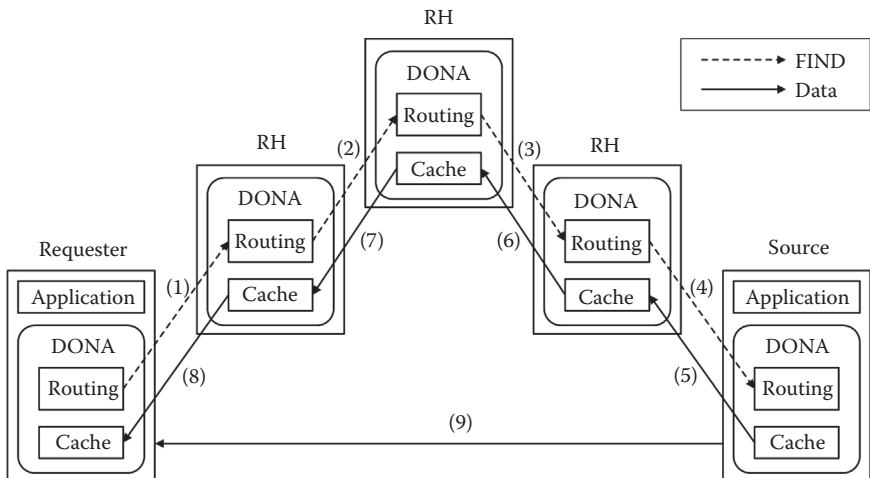 RH
DONA
Routing
Cache
FIND
Data
RH
DONA
Routing
Cache
(2)
(3)
RH
DONA
Routing
Cache
(7)
(6)
Requester
Application
DONA
Routing
Cache
(1)
(8)
(4)
(5)
Source
Application
DONA
Routing
Cache
(9)